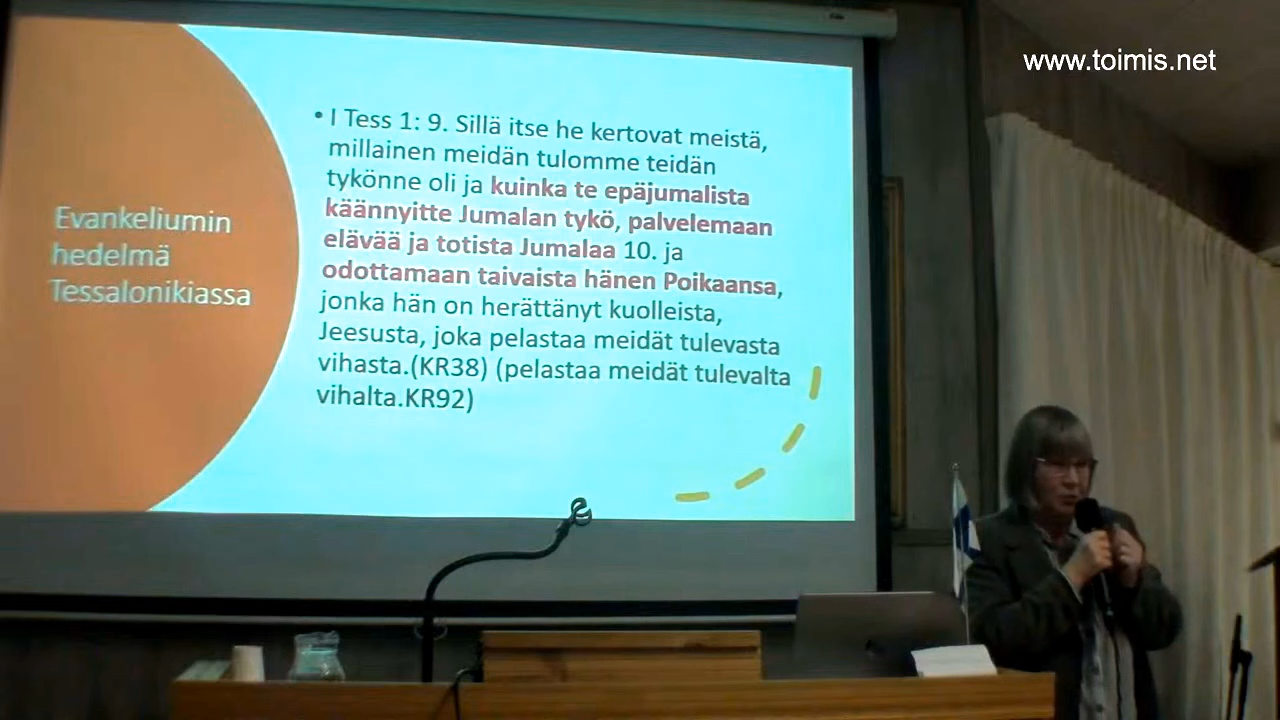 www.toimis.net
Evankeliumin
hedelmä
Tessalonikiassa
• I Tess 1: 9. Sillä itse he kertovat meistä,
millainen meidän tulomme teidän
tykönne oli ja kuinka te epäjumalista
käännyitte Jumalan tykö, palvelemaan
elävää ja totista Jumalaa 10. ja
odottamaan taivaista hänen Poikaansa,
jonka hän on herättänyt kuolleista,
Jeesusta, joka pelastaa meidät tulevasta
vihasta.(KR38) (pelastaa meidät tulevalta
vihalta.KR92)